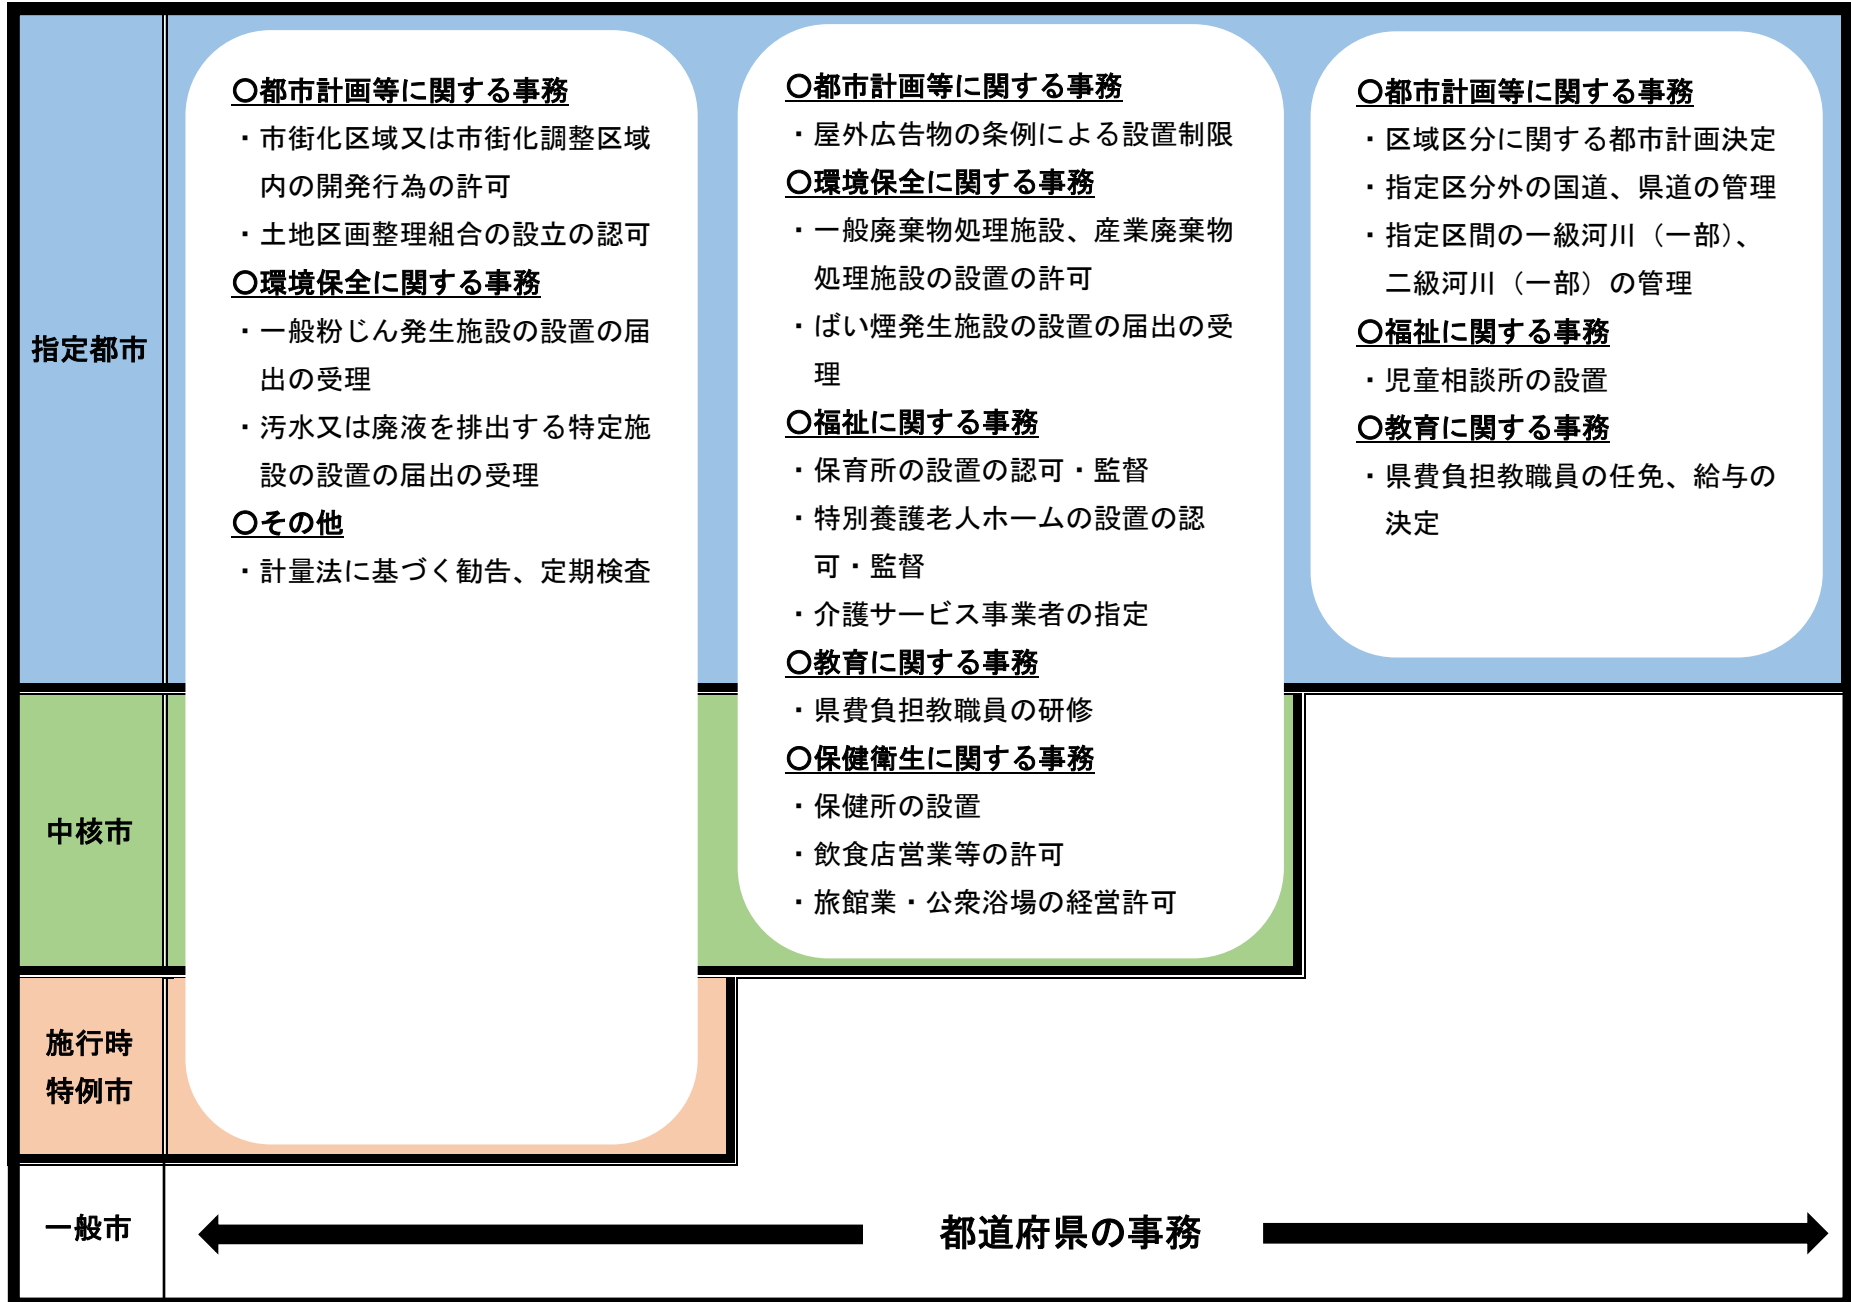 指定都市
〇都市計画等に関する事務
・市街化区域又は市街化調整区域
内の開発行為の許可
・土地区画整理組合の設立の認可
〇環境保全に関する事務
・一般粉じん発生施設の設置の届
出の受理
・汚水又は廃液を排出する特定施
設の設置の届出の受理
〇その他
・計量法に基づく勧告、定期検査
〇都市計画等に関する事務
・屋外広告物の条例による設置制限
〇環境保全に関する事務
・一般廃棄物処理施設、産業廃棄物
処理施設の設置の許可
・ばい煙発生施設の設置の届出の受
理
〇福祉に関する事務
・保育所の設置の認可・監督
・特別養護老人ホームの設置の認
可・監督
・介護サービス事業者の指定
〇教育に関する事務
・県費負担教職員の研修
〇保健衛生に関する事務
・保健所の設置
・飲食店営業等の許可
・旅館業・公衆浴場の経営許可
〇都市計画等に関する事務
・区域区分に関する都市計画決定
・指定区分外の国道、県道の管理
・指定区間の一級河川（一部）、
二級河川（一部）の管理
〇福祉に関する事務
・児童相談所の設置
〇教育に関する事務
・県費負担教職員の任免、給与の
決定
中核市
施行時
特例市
一般市
都道府県の事務